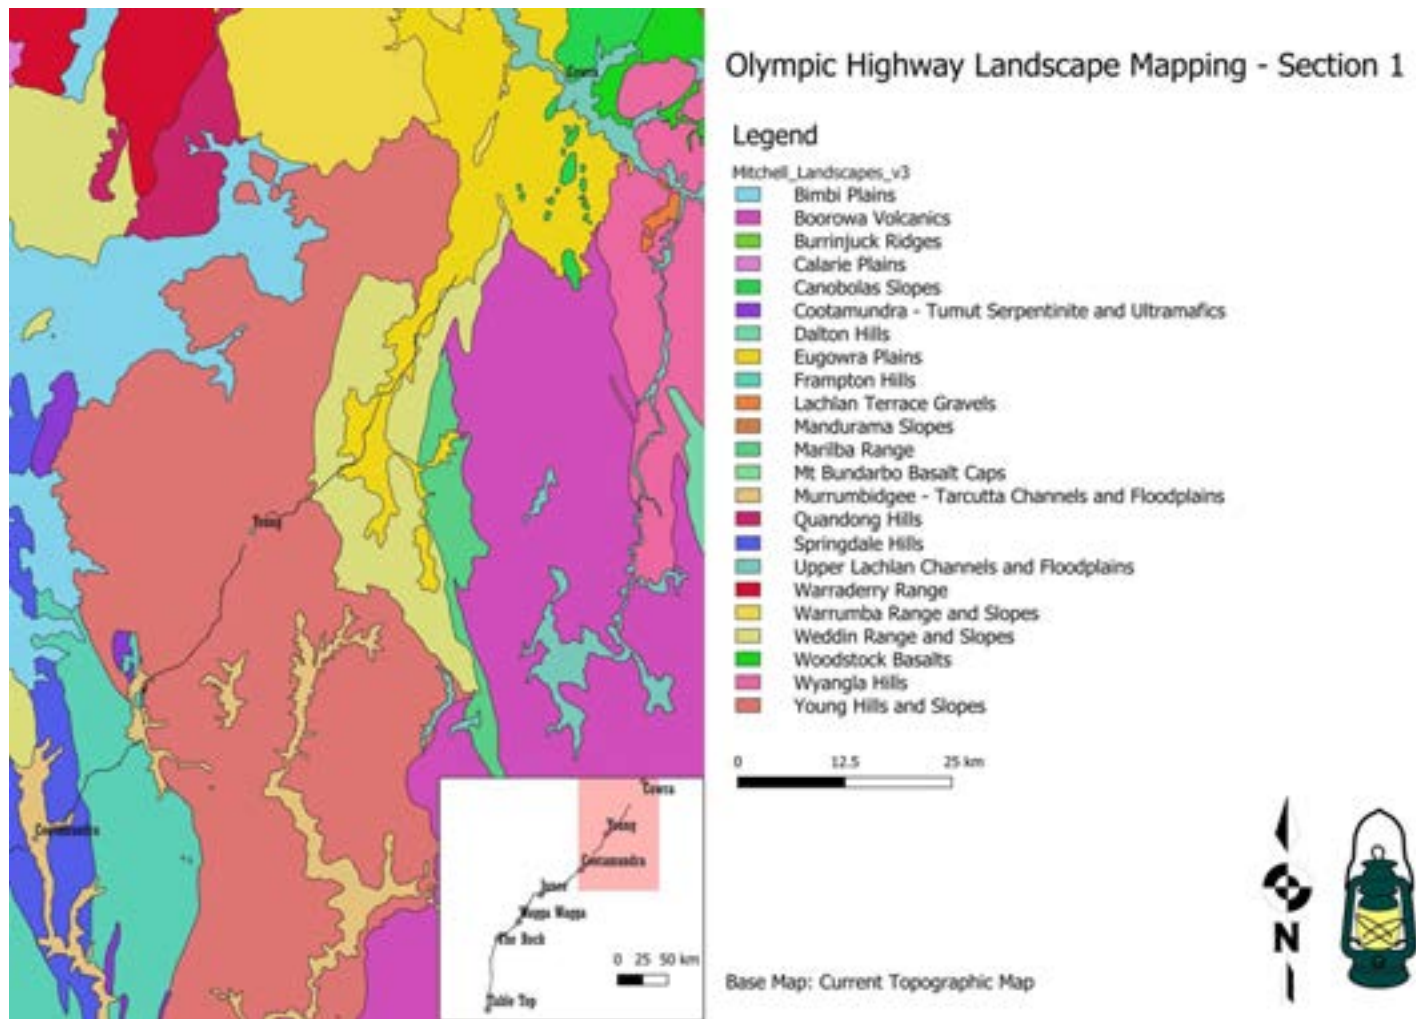 Olympic Highway Landscape Mapping - Section 1
Legend
Mitchell_Landscapes_v3
Bimbi Plains
Boorowa Volcanics
Burrinjuck Ridges
Calarie Plains
Canobolas Slopes
Cootamundra - Tumut Serpentinite and Ultramafics
Dalton Hills
Eugowra Plains
Frampton Hills
Lachlan Terrace Gravels
Mandurama Slopes
Marilba Range
Mt Bundarbo Basalt Caps
Murrumbidgee - Tarcutta Channels and Floodplains
Quandong Hills
Springdale Hills
Upper Lachlan Channels and Floodplains
Warraderry Range
Warrumba Range and Slopes
Weddin Range and Slopes
Woodstock Basalts
Wyangla Hills
Young Hills and Slopes
0 12.5 25 km
N
Base Map: Current Topographic Map
Cowra
Young
Cootamundra
Cowra
Young
Cootamundra
Junee
Wagga Wagga
The Rock
Table Top
0 25 50 km